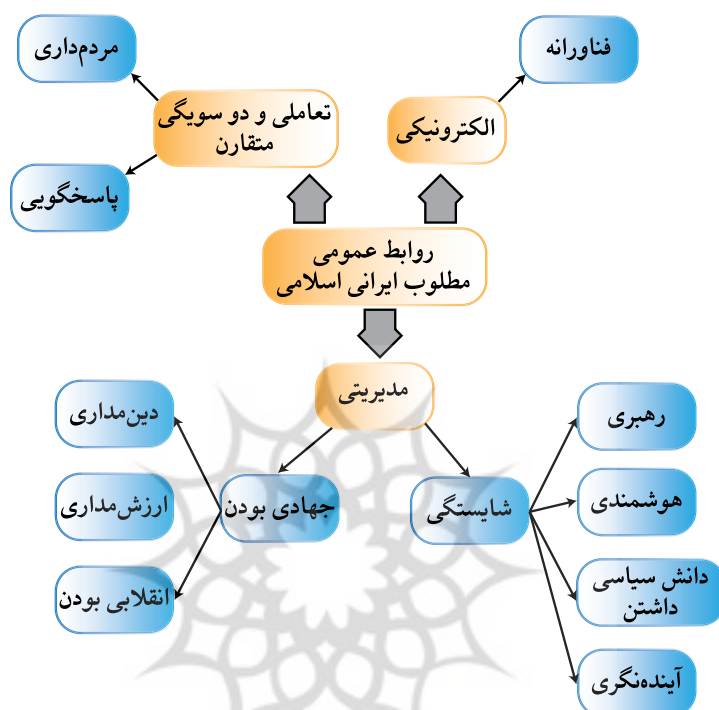 فناورانه
مردم‌داری
الکترونیکی
تعاملی و دو سویگی
متقارن
پاسخگویی
روابط عمومی
مطلوب ایرانی اسلامی
مدیریتی
رهبری
دین‌مداری
هوشمندی
شایستگی
جهادی بودن
ارزش‌مداری
دانش سیاسی
داشتن
انقلابی بودن
آینده‌نگری